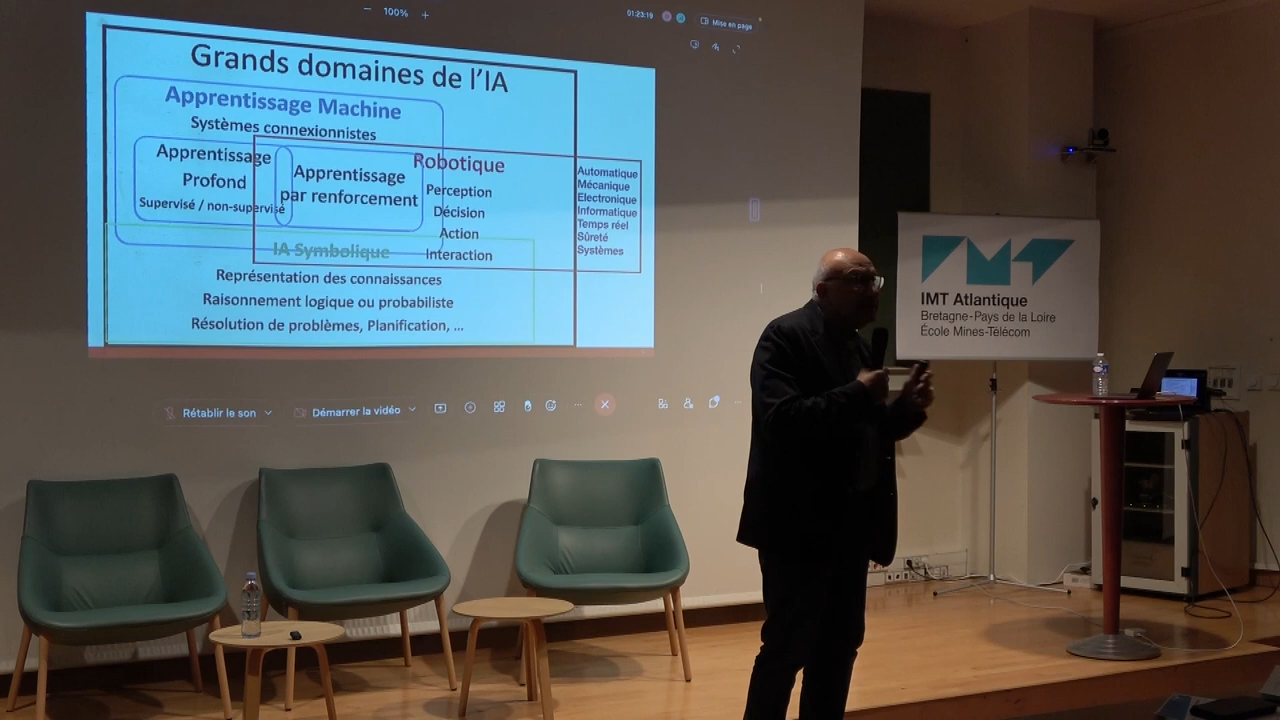 100%
01:23:19
Mise en page
Grands domaines de l'IA
Apprentissage Machine
Systèmes connexionnistes
Apprentissage
Profond
Supervisé / non-supervisé
Apprentissage
par renforcement
Robotique
Perception
Décision
Action
Interaction
Automatique
Mécanique
Electronique
Informatique
Temps réel
Sûreté
Systèmes
IA Symbolique
Représentation des connaissances
Raisonnement logique ou probabiliste
Résolution de problèmes, Planification, ...
Rétablir le son
Démarrer la vidéo
IMT Atlantique
Bretagne-Pays de la Loire
École Mines-Télécom